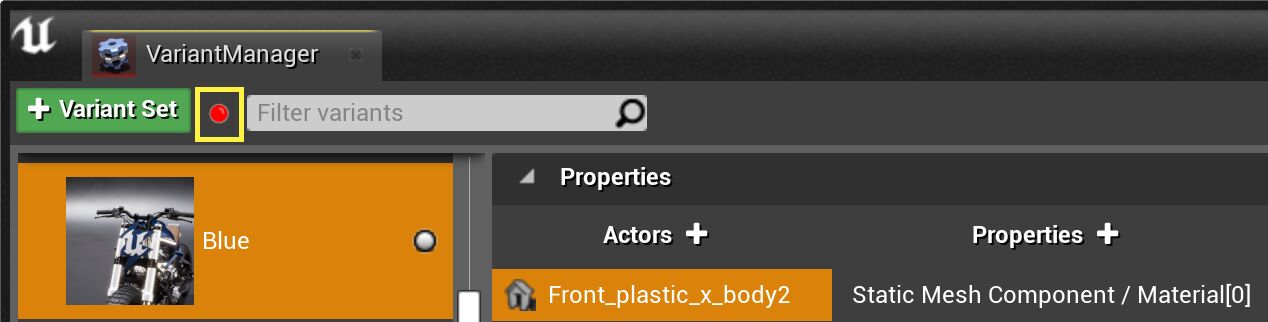 VariantManager
+ Variant Set
Filter variants
Properties
Blue
Actors +
Properties +
Front_plastic_x_body2
Static Mesh Component / Material[0]